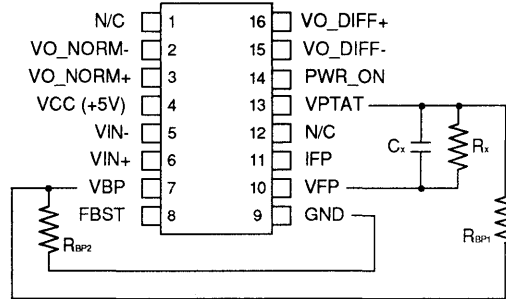 N/C 1 16 VO_DIFF+
VO_NORM- 2 15 VO_DIFF-
VO_NORM+ 3 14 PWR_ON
VCC (+5V) 4 13 VPTAT
VIN- 5 12 N/C
VIN+ 6 11 IFP
VBP 7 10 VFP
FBST 8 9 GND
Cx
Rx
RBP1
RBP2